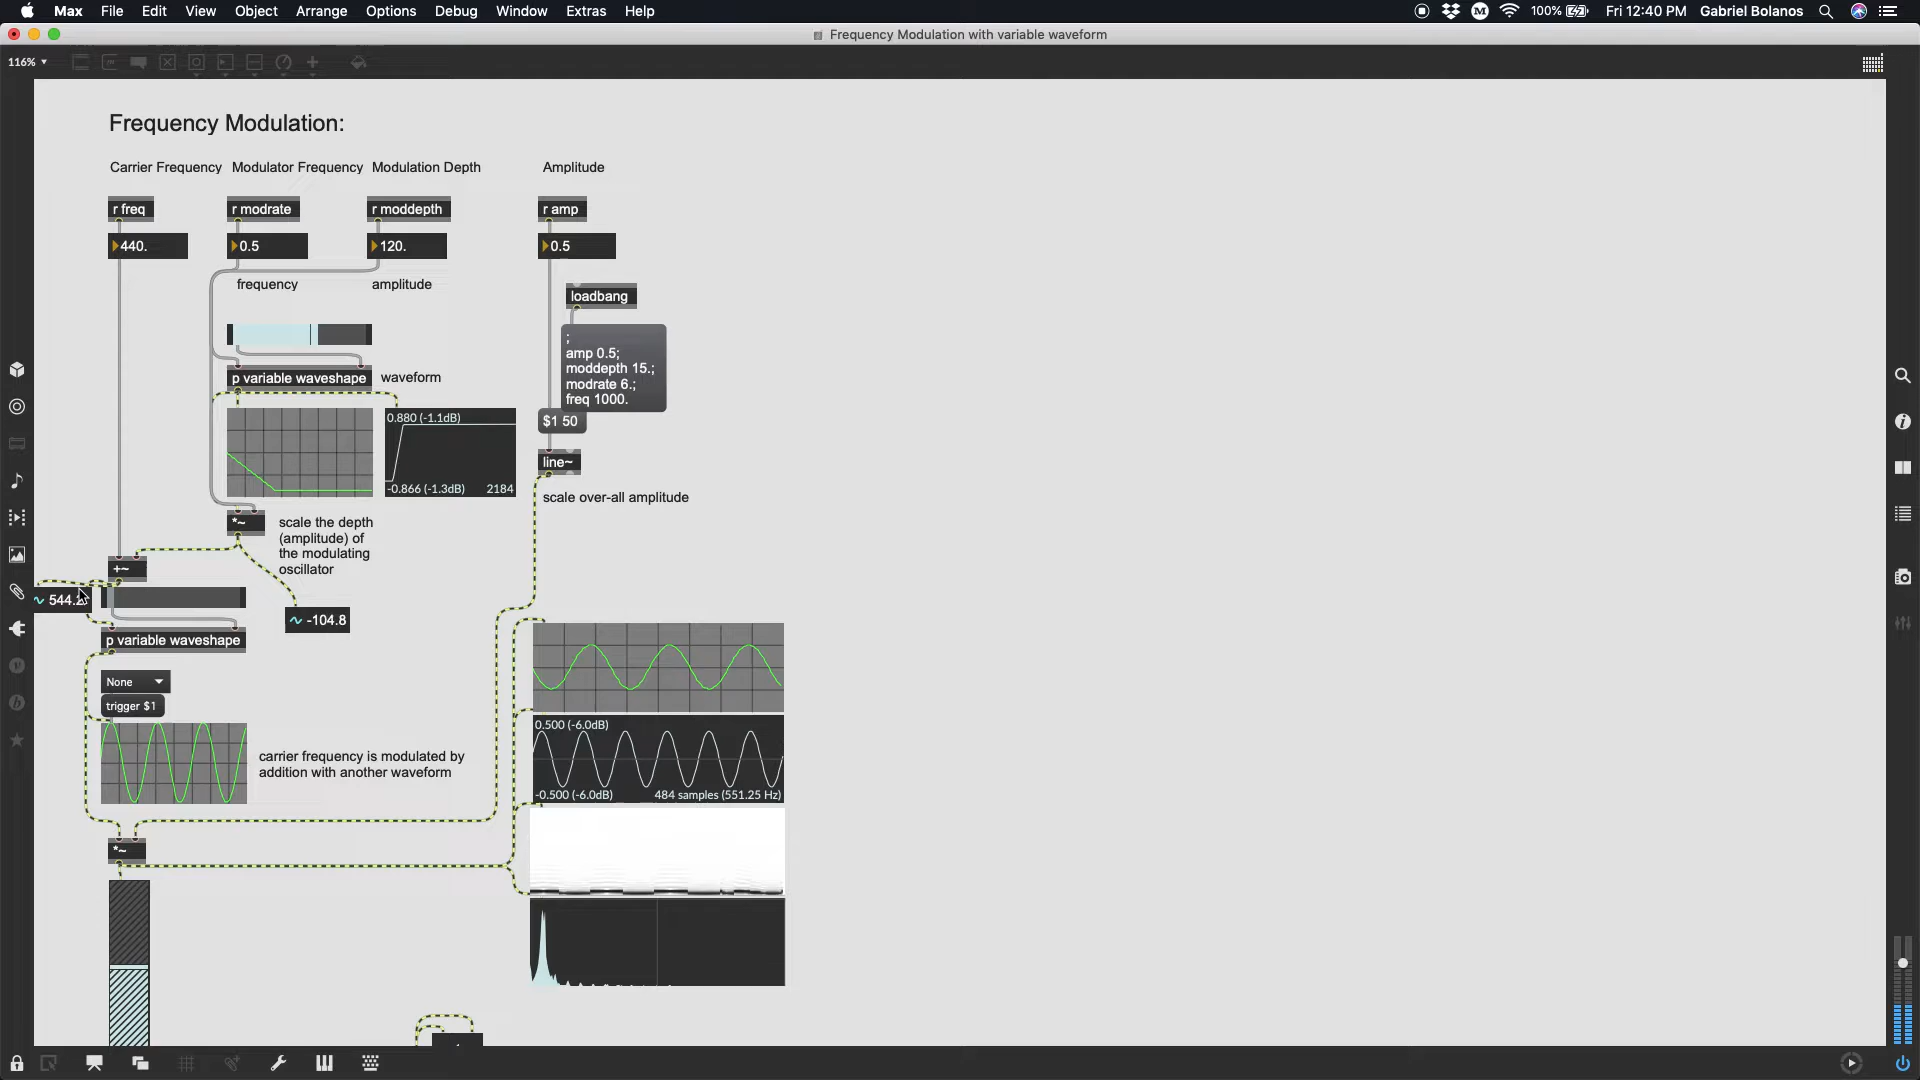 Max File Edit View Object Arrange Options Debug Window Extras Help
100% Fri 12:40 PM Gabriel Bolanos
Frequency Modulation with variable waveform
116%
Frequency Modulation:
Carrier Frequency Modulator Frequency Modulation Depth Amplitude
r freq r modrate r moddepth r amp
440. 0.5 120. 0.5
frequency amplitude
loadbang
;
amp 0.5;
moddepth 15.;
modrate 6.;
freq 1000.
p variable waveshape waveform
0.880 (-1.1dB)
$1 50
line~
-0.866 (-1.3dB) 2184
scale over-all amplitude
*~
scale the depth
(amplitude) of
the modulating
oscillator
+~
-104.8
p variable waveshape
None
trigger $1
0.500 (-6.0dB)
carrier frequency is modulated by
addition with another waveform
-0.500 (-6.0dB) 484 samples (551.25 Hz)
*~